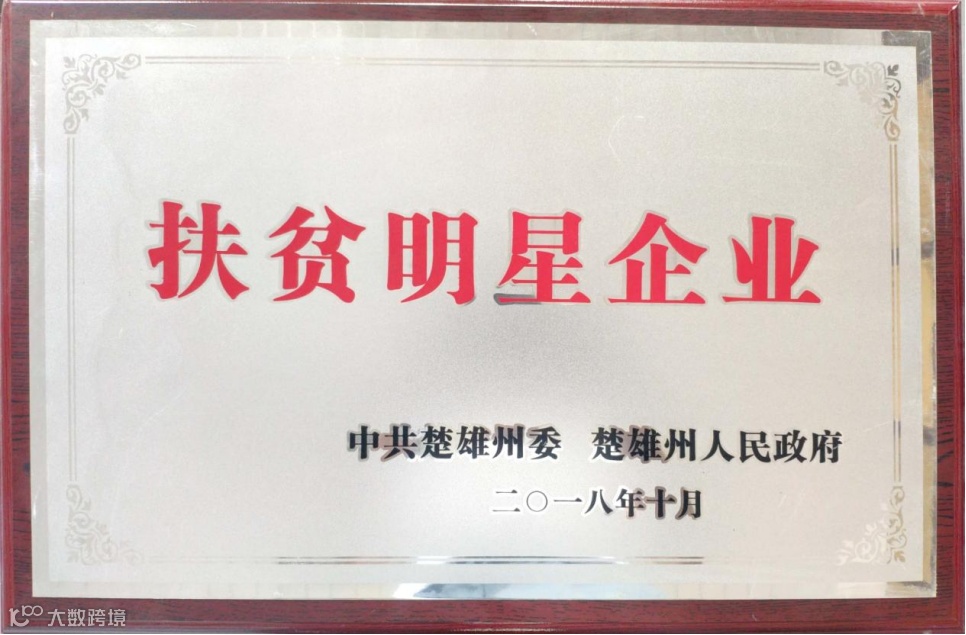 扶贫明星企业
中共楚雄州委 楚雄州人民政府
二〇一八年十月
大数跨境